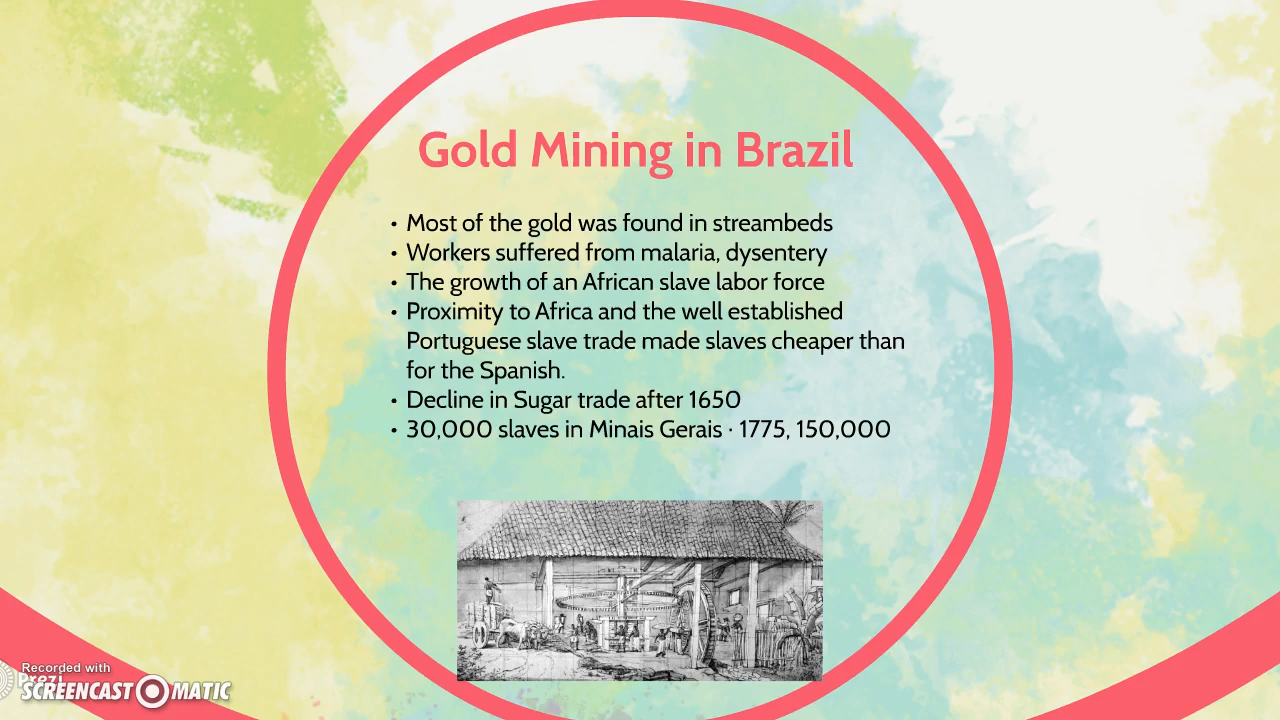 Gold Mining in Brazil
• Most of the gold was found in streambeds
• Workers suffered from malaria, dysentery
• The growth of an African slave labor force
• Proximity to Africa and the well established
Portuguese slave trade made slaves cheaper than
for the Spanish.
• Decline in Sugar trade after 1650
• 30,000 slaves in Minais Gerais · 1775, 150,000
Recorded with
Prezi
SCREENCAST O MATIC